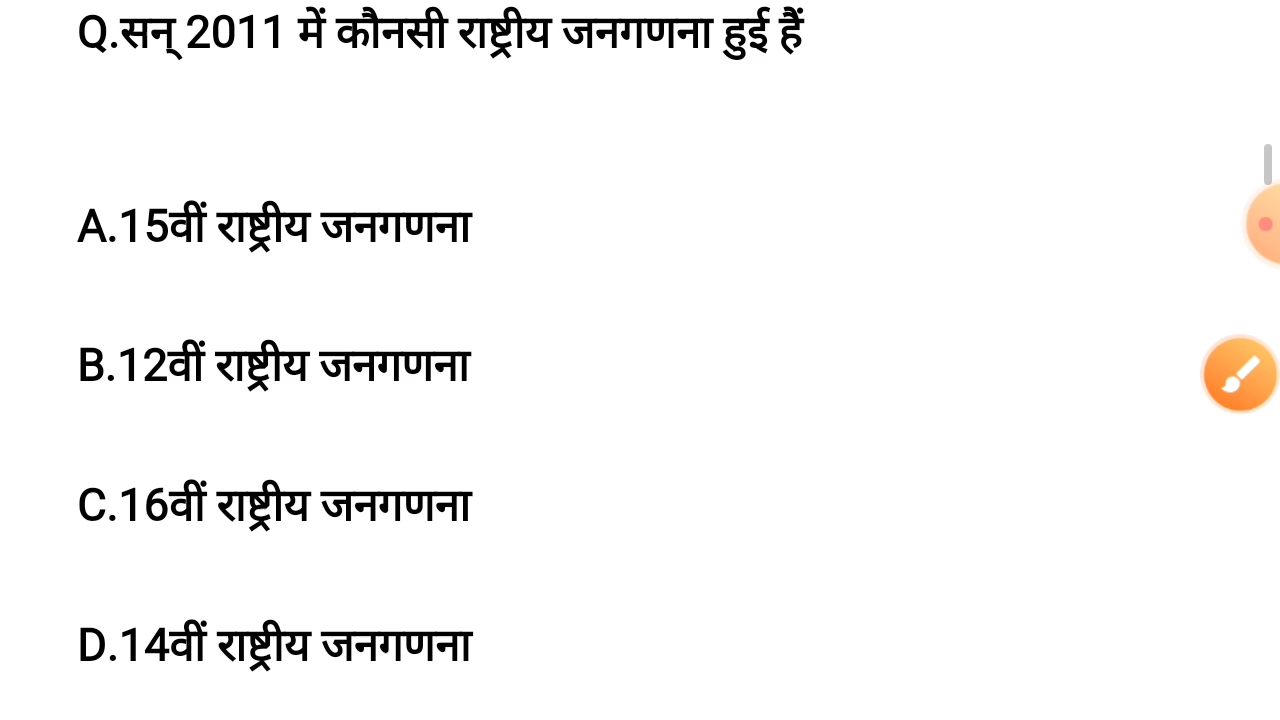 Q.सन् 2011 में कौनसी राष्ट्रीय जनगणना हुई हैं
A.15वीं राष्ट्रीय जनगणना
B.12वीं राष्ट्रीय जनगणना
C.16वीं राष्ट्रीय जनगणना
D.14वीं राष्ट्रीय जनगणना